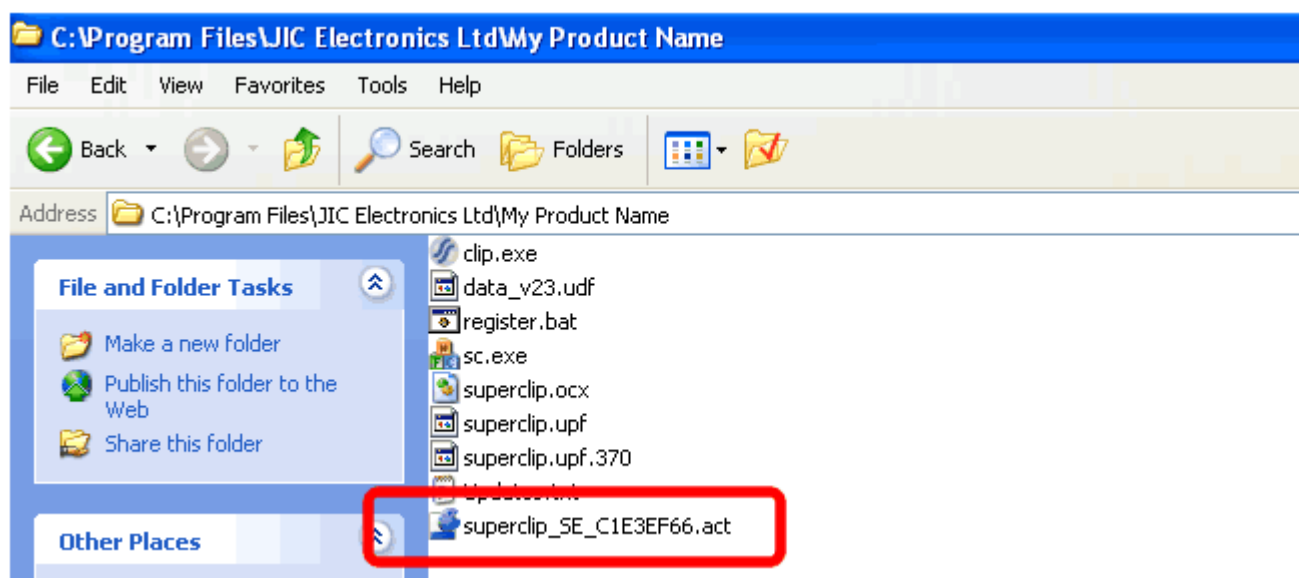 C:\Program Files\JIC Electronics Ltd\My Product Name
File Edit View Favorites Tools Help
Back Search Folders
Address C:\Program Files\JIC Electronics Ltd\My Product Name
File and Folder Tasks
Make a new folder
Publish this folder to the
Web
Share this folder
Other Places
clip.exe
data_v23.udf
register.bat
sc.exe
superclip.ocx
superclip.upf
superclip.upf.370
superclip_SE_C1E3EF66.act